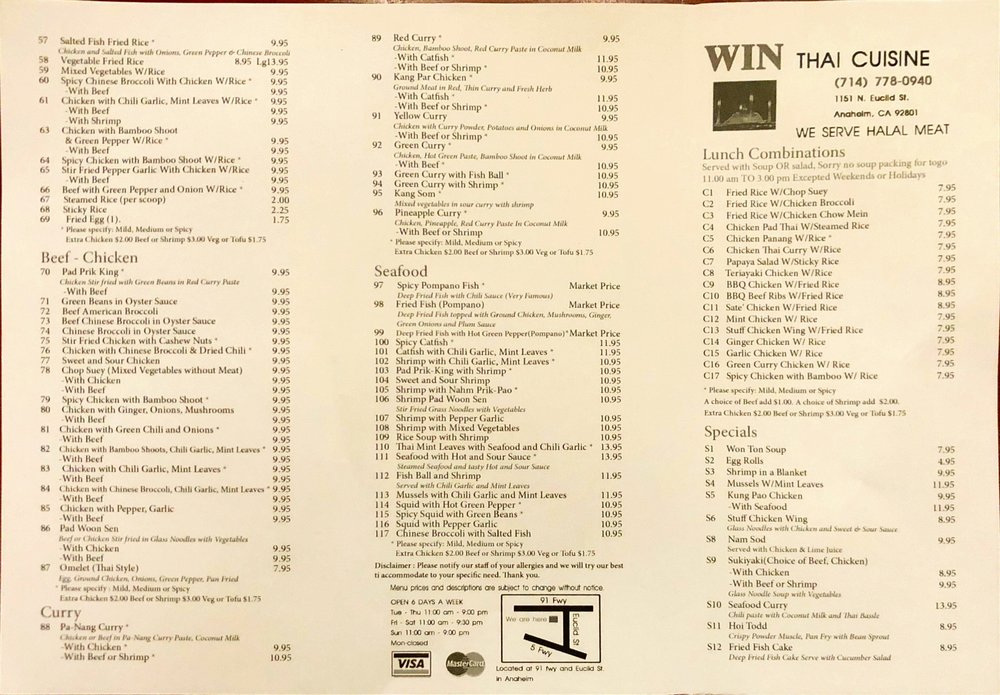 57 Salted Fish Fried Rice * 9.95
Chicken and Salted Fish with Onions, Green Pepper & Chinese Broccoli
58 Vegetable Fried Rice 8.95 Lg13.95
59 Mixed Vegetables W/Rice 9.95
60 Spicy Chinese Broccoli With Chicken W/Rice * 9.95
-With Beef 9.95
61 Chicken with Chili Garlic, Mint Leaves W/Rice * 9.95
-With Beef 9.95
-With Shrimp 9.95
63 Chicken with Bamboo Shoot
& Green Pepper W/Rice * 9.95
-With Beef 9.95
64 Spicy Chicken with Bamboo Shoot W/Rice * 9.95
65 Stir Fried Pepper Garlic With Chicken W/Rice 9.95
-With Beef 9.95
66 Beef with Green Pepper and Onion W/Rice * 9.95
67 Steamed Rice (per scoop) 2.00
68 Sticky Rice 2.25
69 Fried Egg (1). 1.75
* Please specify: Mild, Medium or Spicy
Extra Chicken $2.00 Beef or Shrimp $3.00 Veg or Tofu $1.75
Beef - Chicken
70 Pad Prik King * 9.95
Chicken Stir fried with Green Beans in Red Curry Paste
-With Beef 9.95
71 Green Beans in Oyster Sauce 9.95
72 Beef American Broccoli 9.95
73 Beef Chinese Broccoli in Oyster Sauce 9.95
74 Chinese Broccoli in Oyster Sauce 9.95
75 Stir Fried Chicken with Cashew Nuts * 9.95
76 Chicken with Chinese Broccoli & Dried Chili * 9.95
77 Sweet and Sour Chicken 9.95
78 Chop Suey (Mixed Vegetables without Meat) 9.95
-With Chicken 9.95
-With Beef 9.95
79 Spicy Chicken with Bamboo Shoot * 9.95
80 Chicken with Ginger, Onions, Mushrooms 9.95
-With Beef 9.95
81 Chicken with Green Chili and Onions * 9.95
-With Beef 9.95
82 Chicken with Bamboo Shoots, Chili Garlic, Mint Leaves * 9.95
-With Beef 9.95
83 Chicken with Chili Garlic, Mint Leaves * 9.95
-With Beef 9.95
84 Chicken with Chinese Broccoli, Chili Garlic, Mint Leaves * 9.95
-With Beef 9.95
85 Chicken with Pepper, Garlic 9.95
-With Beef 9.95
86 Pad Woon Sen
Beef or Chicken Stir fried in Glass Noodles with Vegetables
-With Chicken 9.95
-With Beef 9.95
87 Omelet (Thai Style) 7.95
Egg, Ground Chicken, Onions, Green Pepper, Pan Fried
* Please specify : Mild, Medium or Spicy
Extra Chicken $2.00 Beef or Shrimp $3.00 Veg or Tofu $1.75
Curry
88 Pa-Nang Curry *
Chicken or Beef in Pa-Nang Curry Paste, Coconut Milk
-With Chicken * 9.95
-With Beef or Shrimp * 10.95
89 Red Curry * 9.95
Chicken, Bamboo Shoot, Red Curry Paste in Coconut Milk
-With Catfish * 11.95
-With Beef or Shrimp * 10.95
90 Kang Par Chicken * 9.95
Ground Meat in Red, Thin Curry and Fresh Herb
-With Catfish * 11.95
-With Beef or Shrimp * 10.95
91 Yellow Curry 9.95
Chicken with Curry Powder, Potatoes and Onions in Coconut Milk
-With Beef or Shrimp * 10.95
92 Green Curry * 9.95
Chicken, Hot Green Paste, Bamboo Shoot in Coconut Milk
-With Beef * 10.95
93 Green Curry with Fish Ball * 10.95
94 Green Curry with Shrimp * 10.95
95 Kang Som * 10.95
Mixed vegetables in sour curry with shrimp
96 Pineapple Curry * 9.95
Chicken, Pineapple, Red Curry Paste In Coconut Milk
-With Beef or Shrimp 10.95
* Please specify: Mild, Medium or Spicy
Extra Chicken $2.00 Beef or Shrimp $3.00 Veg or Tofu $1.75
Seafood
97 Spicy Pompano Fish * Market Price
Deep Fried Fish with Chili Sauce (Very Famous)
98 Fried Fish (Pompano) Market Price
Deep Fried Fish topped with Ground Chicken, Mushrooms, Ginger,
Green Onions and Plum Sauce
99 Deep Fried Fish with Hot Green Pepper(Pompano) * Market Price
100 Spicy Catfish * 11.95
101 Catfish with Chili Garlic, Mint Leaves * 11.95
102 Shrimp with Chili Garlic, Mint Leaves * 10.95
103 Pad Prik-King with Shrimp * 10.95
104 Sweet and Sour Shrimp 10.95
105 Shrimp with Nahm Prik-Pao * 10.95
106 Shrimp Pad Woon Sen 10.95
Stir Fried Grass Noodles with Vegetables
107 Shrimp with Pepper Garlic 10.95
108 Shrimp with Mixed Vegetables 10.95
109 Rice Soup with Shrimp 10.95
110 Thai Mint Leaves with Seafood and Chili Garlic * 13.95
111 Seafood with Hot and Sour Sauce * 13.95
Steamed Seafood and tasty Hot and Sour Sauce
112 Fish Ball and Shrimp 11.95
Served with Chili Garlic and Mint Leaves
113 Mussels with Chili Garlic and Mint Leaves 11.95
114 Squid with Hot Green Pepper * 10.95
115 Spicy Squid with Green Beans * 10.95
116 Squid with Pepper Garlic 10.95
117 Chinese Broccoli with Salted Fish 10.95
* Please specify: Mild, Medium or Spicy
Extra Chicken $2.00 Beef or Shrimp $3.00 Veg or Tofu $1.75
Disclaimer : Please notify our staff of your allergies and we will try our best
ti accommodate to your specific need. Thank you.
Menu prices and descriptions are subject to change without notice.
OPEN 6 DAYS A WEEK
Tue - Thu 11:00 am - 9:00 pm
Fri - Sat 11:00 am - 9:30 pm
Sun 11:00 am - 9:00 pm
Mon-closed
VISA
MasterCard
91 Fwy
We are here
Euclid St
5 Fwy
Located at 91 fwy and Euclid St.
in Anaheim
WIN THAI CUISINE
(714) 778-0940
1151 N. Euclid St.
Anaheim, CA 92801
WE SERVE HALAL MEAT
Lunch Combinations
Served with Soup OR salad, Sorry no soup packing for togo
11.00 am TO 3.00 pm Excepted Weekends or Holidays
C1 Fried Rice W/Chop Suey 7.95
C2 Fried Rice W/Chicken Broccoli 7.95
C3 Fried Rice W/Chicken Chow Mein 7.95
C4 Chicken Pad Thai W/Steamed Rice 7.95
C5 Chicken Panang W/Rice * 7.95
C6 Chicken Thai Curry W/Rice 7.95
C7 Papaya Salad W/Sticky Rice 7.95
C8 Teriayaki Chicken W/Rice 7.95
C9 BBQ Chicken W/Fried Rice 8.95
C10 BBQ Beef Ribs W/Fried Rice 8.95
C11 Sate' Chicken W/Fried Rice 8.95
C12 Mint Chicken W/ Rice 7.95
C13 Stuff Chicken Wing W/Fried Rice 7.95
C14 Ginger Chicken W/ Rice 7.95
C15 Garlic Chicken W/ Rice 7.95
C16 Green Curry Chicken W/ Rice 7.95
C17 Spicy Chicken with Bamboo W/ Rice 7.95
* Please specify: Mild, Medium or Spicy
A choice of Beef add $1.00. A choice of Shrimp add $2.00.
Extra Chicken $2.00 Beef or Shrimp $3.00 Veg or Tofu $1.75
Specials
S1 Won Ton Soup 7.95
S2 Egg Rolls 4.95
S3 Shrimp in a Blanket 9.95
S4 Mussels W/Mint Leaves 11.95
S5 Kung Pao Chicken 9.95
-With Seafood 11.95
S6 Stuff Chicken Wing 8.95
Glass Noodles with Chicken and Sweet & Sour Sauce
S8 Nam Sod 9.95
Served with Chicken & Lime Juice
S9 Sukiyaki(Choice of Beef, Chicken)
-With Chicken 8.95
-With Beef or Shrimp 9.95
Glass Noodle Soup with Vegetables
S10 Seafood Curry 13.95
Chili paste with Coconut Milk and Thai Bassle
S11 Hoi Todd 8.95
Crispy Powder Muscle, Pan Fry with Bean Sprout
S12 Fried Fish Cake 8.95
Deep Fried Fish Cake Serve with Cucumber Salad